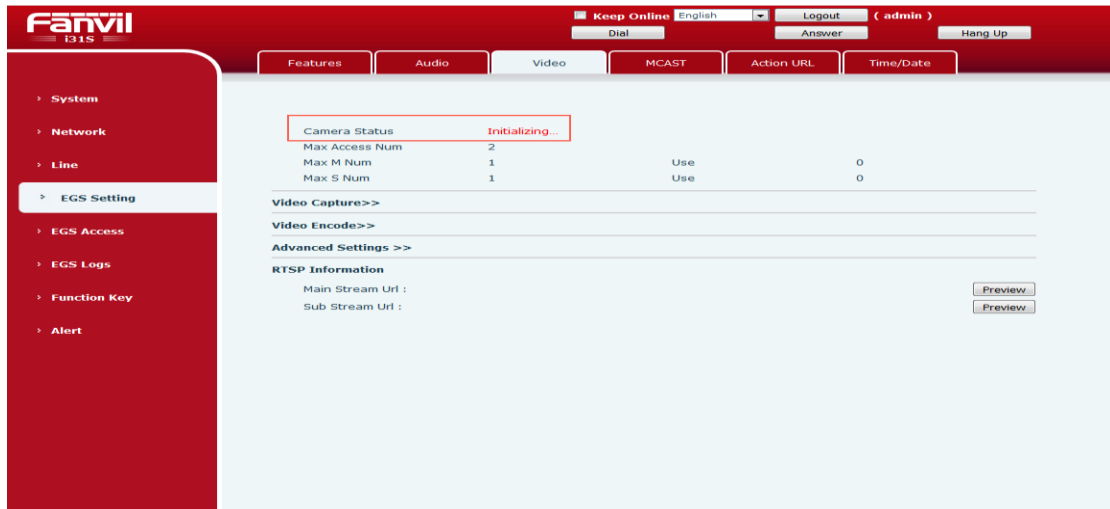 Fanvil
i31S
Keep Online English Logout ( admin )
Dial Answer Hang Up
Features Audio Video MCAST Action URL Time/Date
› System
› Network
› Line
› EGS Setting
› EGS Access
› EGS Logs
› Function Key
› Alert
Camera Status Initializing...
Max Access Num 2
Max M Num 1 Use 0
Max S Num 1 Use 0
Video Capture>>
Video Encode>>
Advanced Settings >>
RTSP Information
Main Stream Url : Preview
Sub Stream Url : Preview